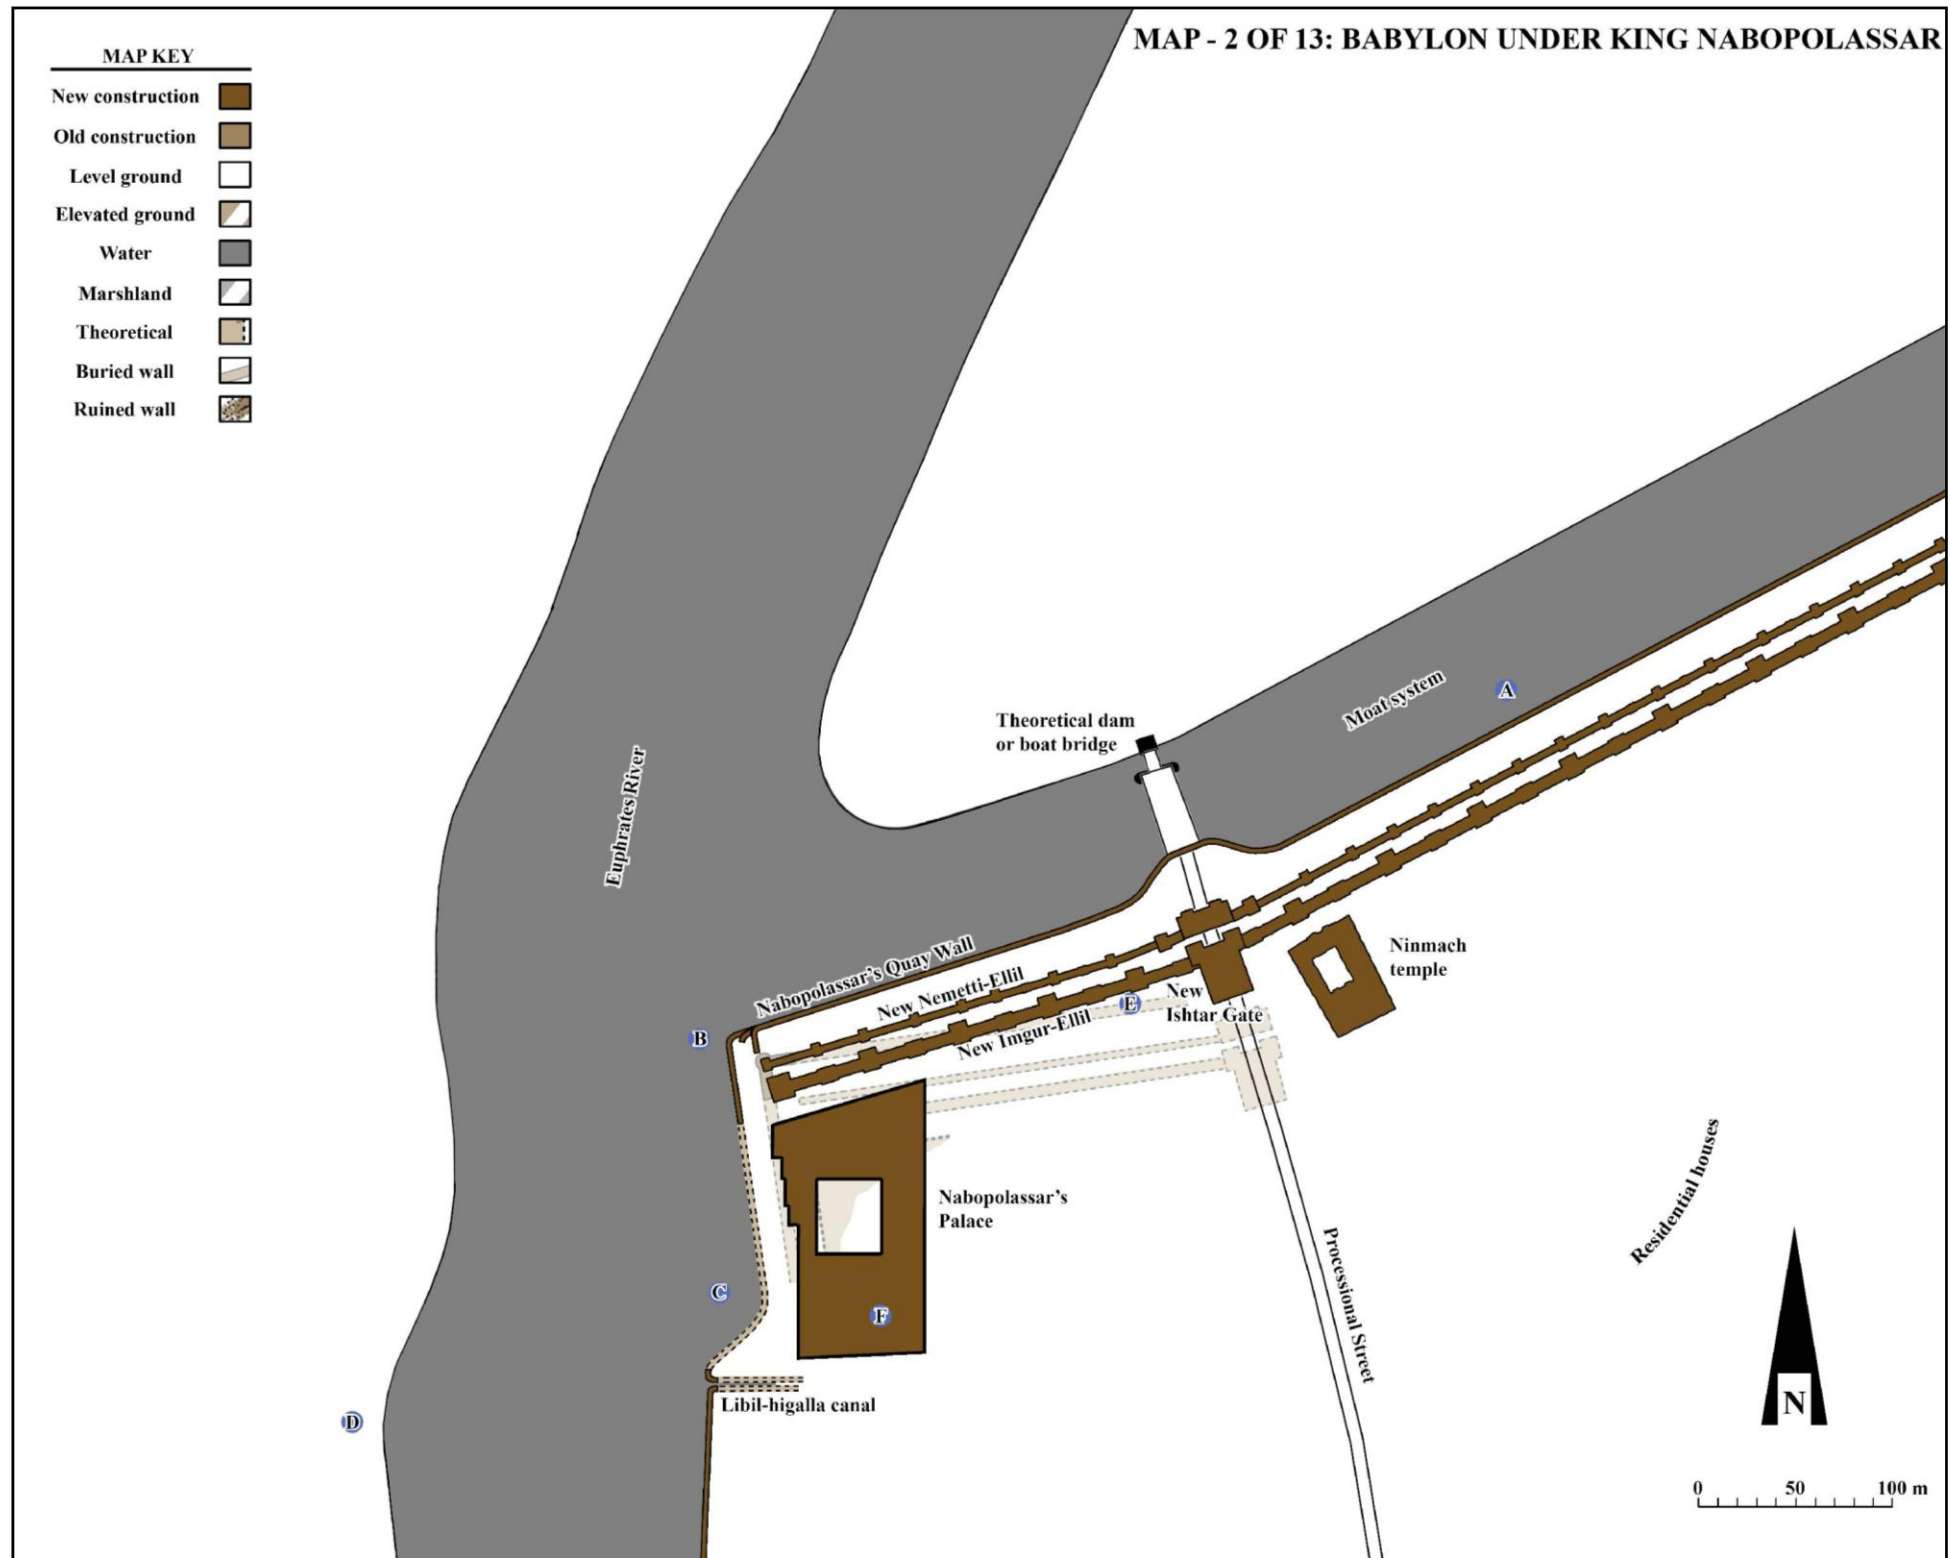 MAP - 2 OF 13: BABYLON UNDER KING NABOPOLASSAR
MAP KEY
New construction
Old construction
Level ground
Elevated ground
Water
Marshland
Theoretical
Buried wall
Ruined wall
A
Moat system
Theoretical dam
or boat bridge
Euphrates River
Nabopolassar's Quay Wall
New Nemetti-Ellil
New Imgur-Ellil
Ninmach
temple
New
Ishtar Gate
E
B
Nabopolassar's
Palace
Residential houses
Processional Street
C
F
Libil-higalla canal
D
N
0 50 100 m